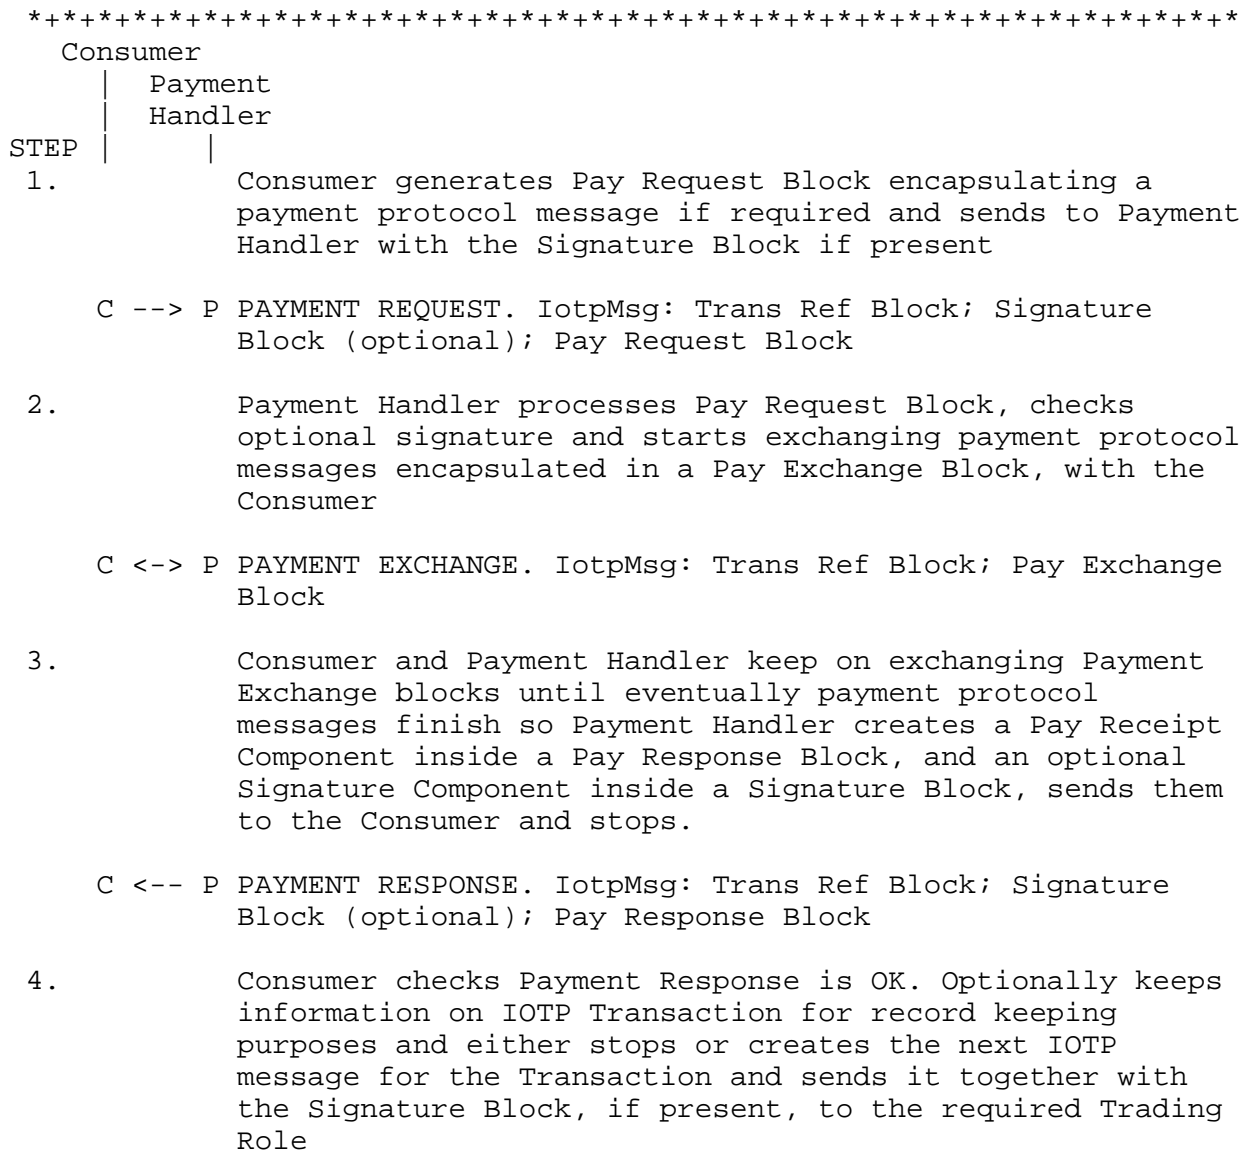 *+*+*+*+*+*+*+*+*+*+*+*+*+*+*+*+*+*+*+*+*+*+*+*+*+*+*+*+*+*+*+*+*+*+*
Consumer
| Payment
| Handler
STEP | |
1. Consumer generates Pay Request Block encapsulating a
payment protocol message if required and sends to Payment
Handler with the Signature Block if present
C --> P PAYMENT REQUEST. IotpMsg: Trans Ref Block; Signature
Block (optional); Pay Request Block
2. Payment Handler processes Pay Request Block, checks
optional signature and starts exchanging payment protocol
messages encapsulated in a Pay Exchange Block, with the
Consumer
C <-> P PAYMENT EXCHANGE. IotpMsg: Trans Ref Block; Pay Exchange
Block
3. Consumer and Payment Handler keep on exchanging Payment
Exchange blocks until eventually payment protocol
messages finish so Payment Handler creates a Pay Receipt
Component inside a Pay Response Block, and an optional
Signature Component inside a Signature Block, sends them
to the Consumer and stops.
C <-- P PAYMENT RESPONSE. IotpMsg: Trans Ref Block; Signature
Block (optional); Pay Response Block
4. Consumer checks Payment Response is OK. Optionally keeps
information on IOTP Transaction for record keeping
purposes and either stops or creates the next IOTP
message for the Transaction and sends it together with
the Signature Block, if present, to the required Trading
Role